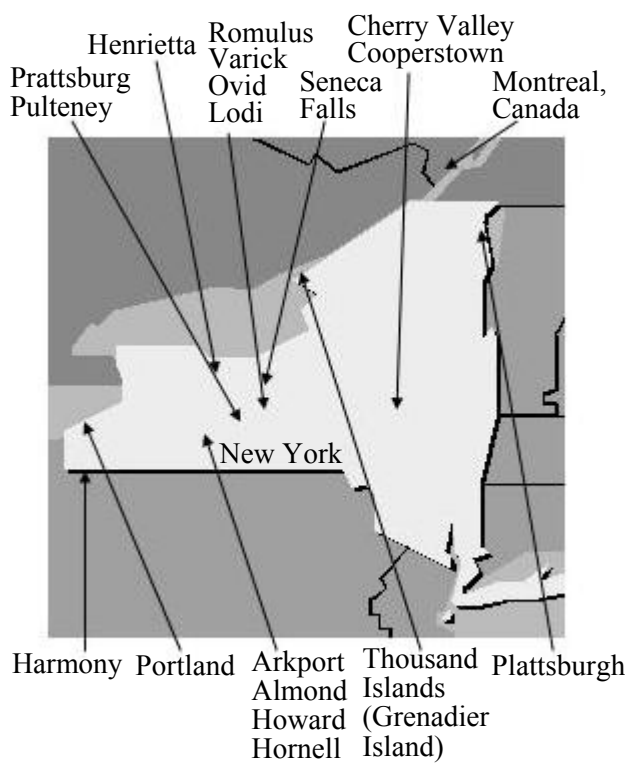 Prattsburg
Pulteney
Henrietta
Romulus
Varick
Ovid
Lodi
Seneca
Falls
Cherry Valley
Cooperstown
Montreal,
Canada
New York
Harmony
Portland
Arkport
Almond
Howard
Hornell
Thousand
Islands
(Grenadier
Island)
Plattsburgh